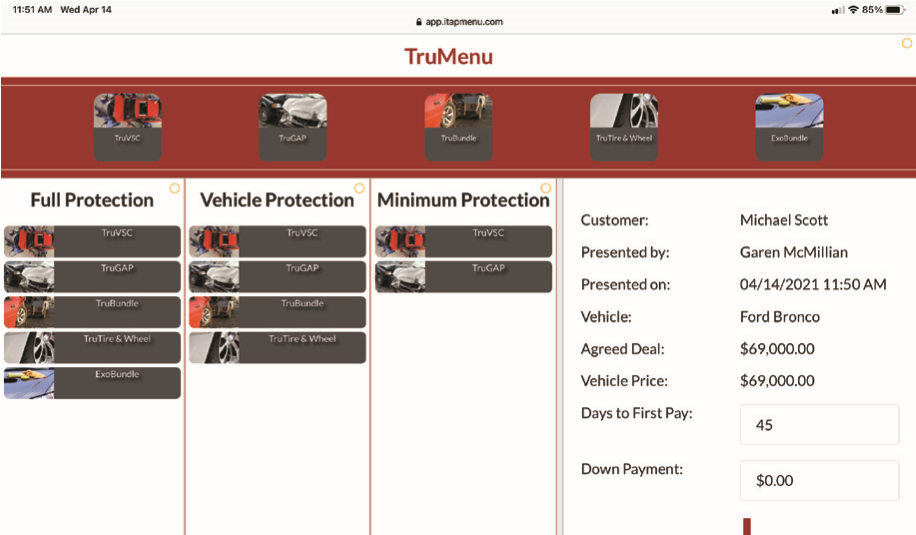 11:51 AM Wed Apr 14
85%
app.itapmenu.com
TruMenu
TruVSC
TruGAP
TruBundle
TruTire & Wheel
ExoBundle
Full Protection
TruVSC
TruGAP
TruBundle
TruTire & Wheel
ExoBundle
Vehicle Protection
TruVSC
TruGAP
TruBundle
TruTire & Wheel
Minimum Protection
TruVSC
TruGAP
Customer: Michael Scott
Presented by: Garen McMillian
Presented on: 04/14/2021 11:50 AM
Vehicle: Ford Bronco
Agreed Deal: $69,000.00
Vehicle Price: $69,000.00
Days to First Pay: 45
Down Payment: $0.00